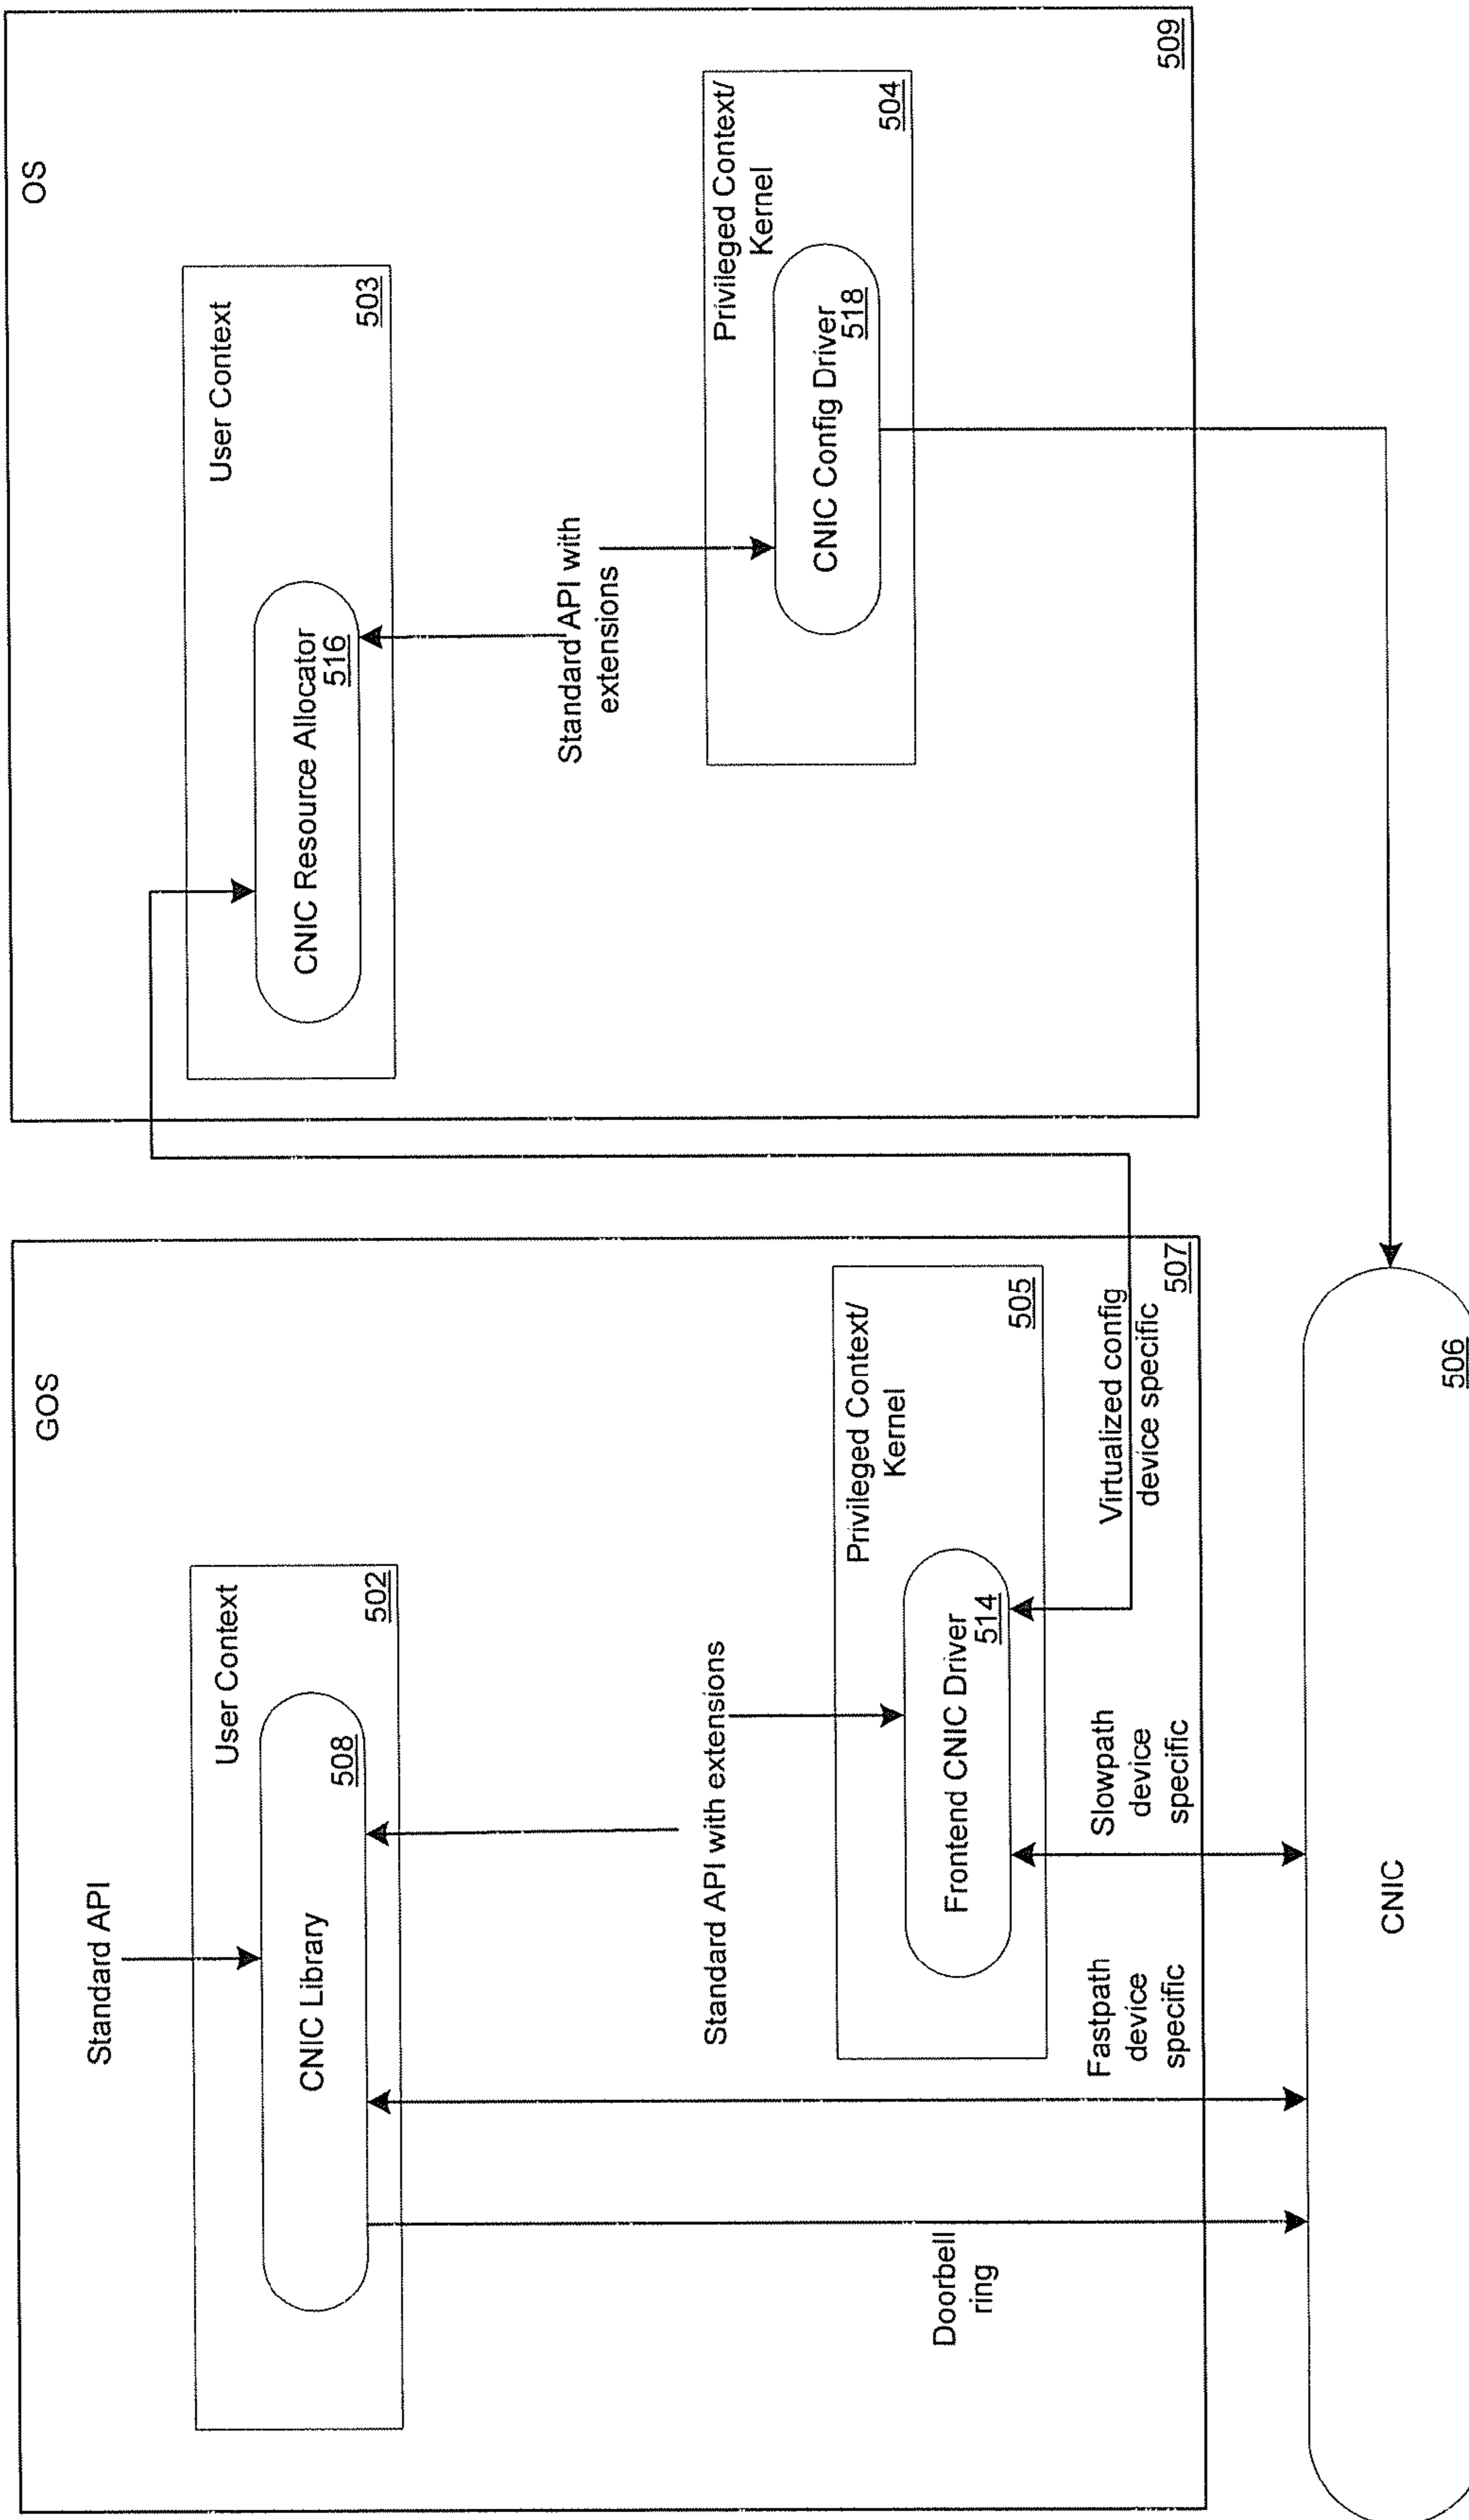 GOS
Standard API
User Context
502
CNIC Library
508
Standard API with extensions
Privileged Context/
Kernel
505
Frontend CNIC Driver
514
Doorbell
ring
Fastpath
device
specific
Slowpath
device
specific
Virtualized config
device specific
507
OS
User Context
503
CNIC Resource Allocator
516
Standard API with
extensions
Privileged Context/
Kernel
504
CNIC Config Driver
518
509
CNIC
506